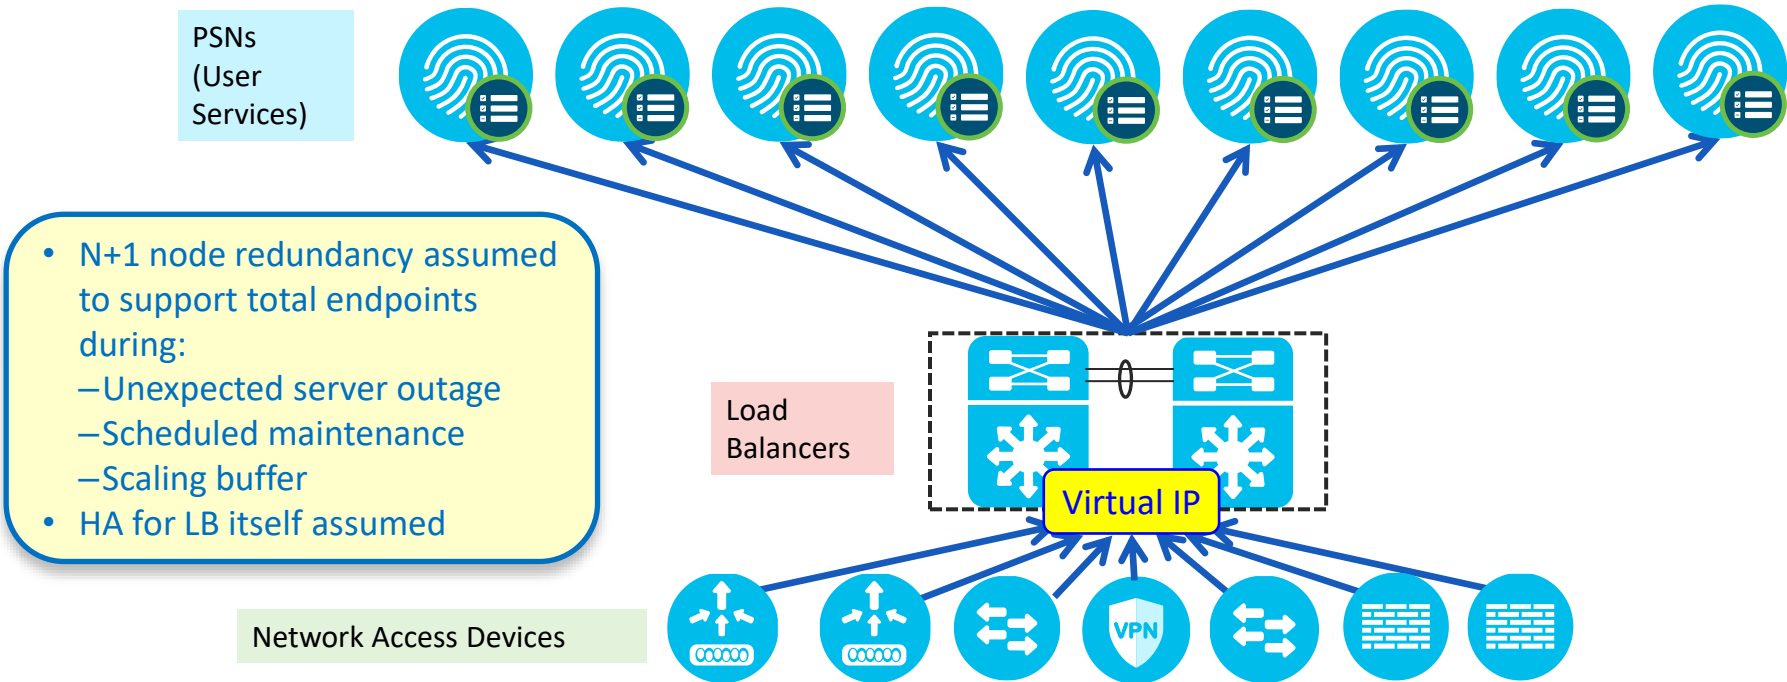 PSNs
(User
Services)
• N+1 node redundancy assumed
to support total endpoints
during:
–Unexpected server outage
–Scheduled maintenance
–Scaling buffer
• HA for LB itself assumed
Load
Balancers
Virtual IP
Network Access Devices
VPN